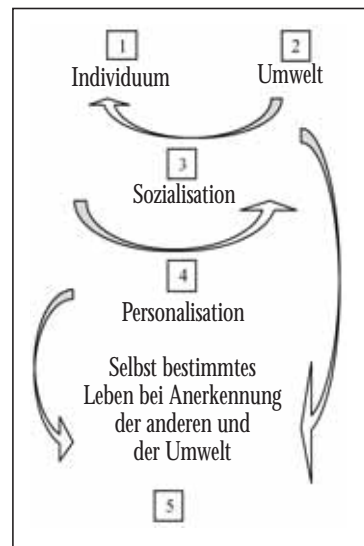 1 2
Individuum Umwelt
3
Sozialisation
4
Personalisation
Selbst bestimmtes
Leben bei Anerkennung
der anderen und
der Umwelt
5